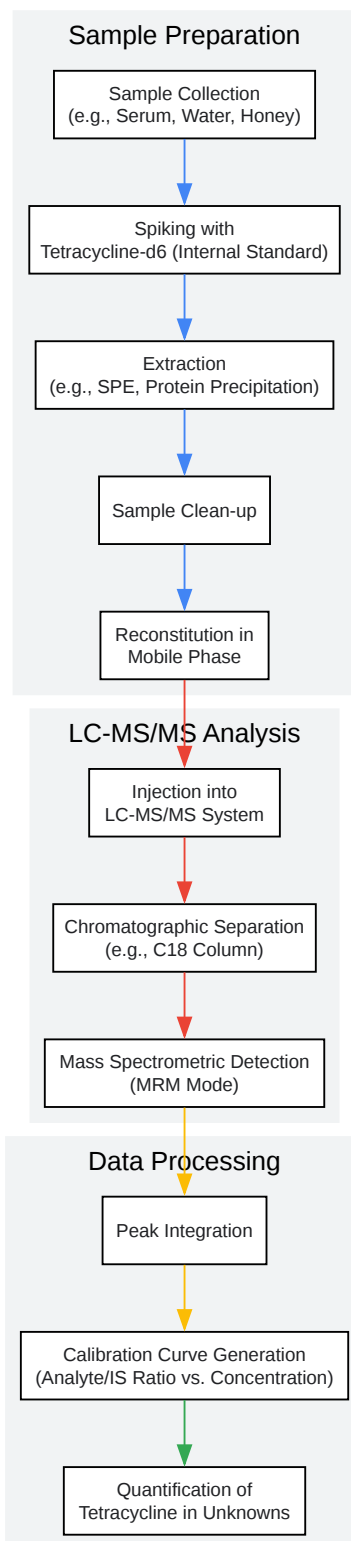 Sample Preparation
Sample Collection
(e.g., Serum, Water, Honey)
Spiking with
Tetracycline-d6 (Internal Standard)
Extraction
(e.g., SPE, Protein Precipitation)
Sample Clean-up
Reconstitution in
Mobile Phase
LC-MS/MS Analysis
Injection into
LC-MS/MS System
Chromatographic Separation
(e.g., C18 Column)
Mass Spectrometric Detection
(MRM Mode)
Data Processing
Peak Integration
Calibration Curve Generation
(Analyte/IS Ratio vs. Concentration)
Quantification of
Tetracycline in Unknowns